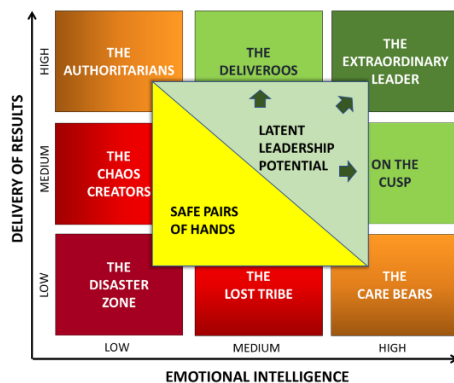 DELIVERY OF RESULTS
HIGH
MEDIUM
LOW
THE
AUTHORITARIANS
THE
DELIVEROOS
THE
EXTRAORDINARY
LEADER
THE
CHAOS
CREATORS
LATENT
LEADERSHIP
POTENTIAL
ON THE
CUSP
SAFE PAIRS
OF HANDS
THE
DISASTER
ZONE
THE
LOST TRIBE
THE
CARE BEARS
LOW
MEDIUM
HIGH
EMOTIONAL INTELLIGENCE